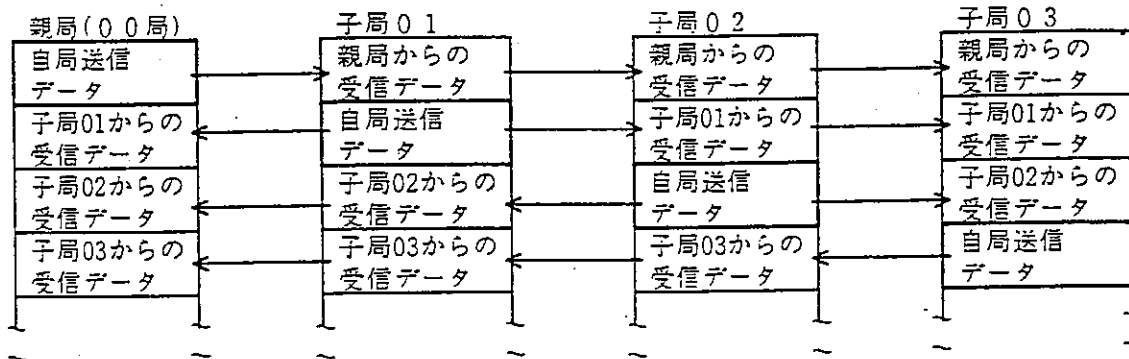 親局(00局)
自局送信
データ
子局01からの
受信データ
子局02からの
受信データ
子局03からの
受信データ
子局01
親局からの
受信データ
自局送信
データ
子局02からの
受信データ
子局03からの
受信データ
子局02
親局からの
受信データ
子局01からの
受信データ
自局送信
データ
子局03からの
受信データ
子局03
親局からの
受信データ
子局01からの
受信データ
子局02からの
受信データ
自局送信
データ